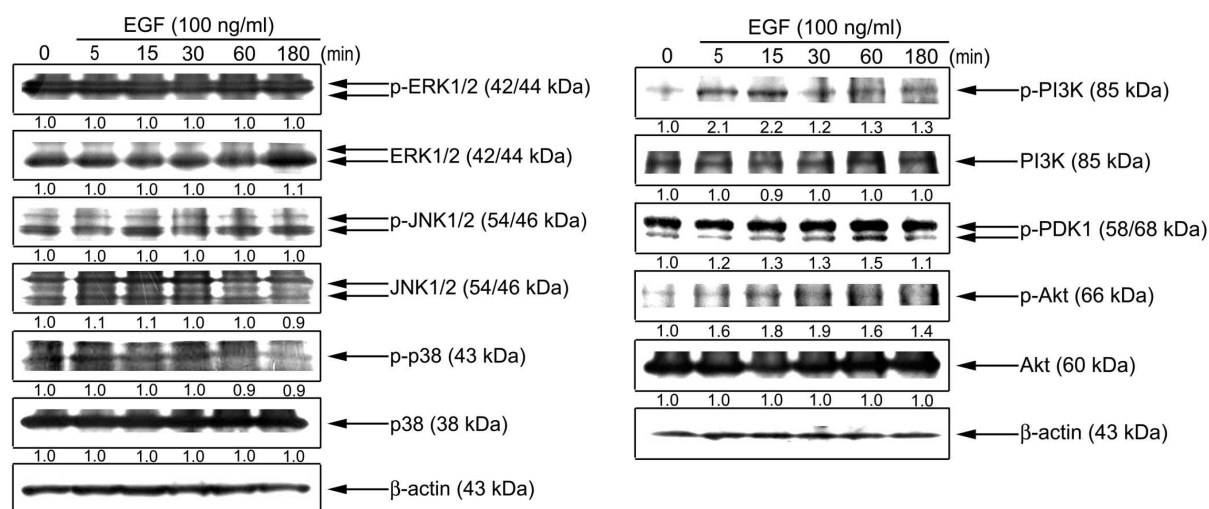 EGF (100 ng/ml)
0 5 15 30 60 180 (min)
p-ERK1/2 (42/44 kDa)
1.0 1.0 1.0 1.0 1.0 1.0
ERK1/2 (42/44 kDa)
1.0 1.0 1.0 1.0 1.0 1.1
p-JNK1/2 (54/46 kDa)
1.0 1.0 1.0 1.0 1.0 1.0
JNK1/2 (54/46 kDa)
1.0 1.1 1.1 1.0 1.0 0.9
p-p38 (43 kDa)
1.0 1.0 1.0 1.0 0.9 0.9
p38 (38 kDa)
1.0 1.0 1.0 1.0 1.0 1.0
β-actin (43 kDa)
EGF (100 ng/ml)
0 5 15 30 60 180 (min)
p-PI3K (85 kDa)
1.0 2.1 2.2 1.2 1.3 1.3
PI3K (85 kDa)
1.0 1.0 0.9 1.0 1.0 1.0
p-PDK1 (58/68 kDa)
1.0 1.2 1.3 1.3 1.5 1.1
p-Akt (66 kDa)
1.0 1.6 1.8 1.9 1.6 1.4
Akt (60 kDa)
1.0 1.0 1.0 1.0 1.0 1.0
β-actin (43 kDa)